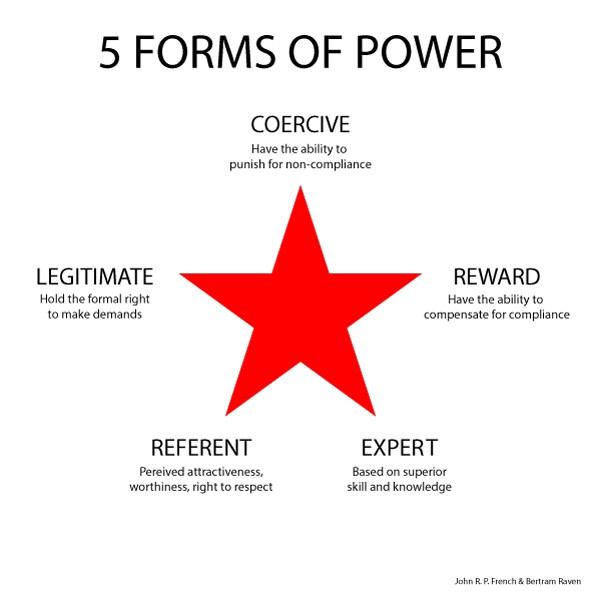 5 FORMS OF POWER
COERCIVE
Have the ability to
punish for non-compliance
LEGITIMATE
Hold the formal right
to make demands
REWARD
Have the ability to
compensate for compliance
REFERENT
Pereived attractiveness,
worthiness, right to respect
EXPERT
Based on superior
skill and knowledge
John R. P. French & Bertram Raven